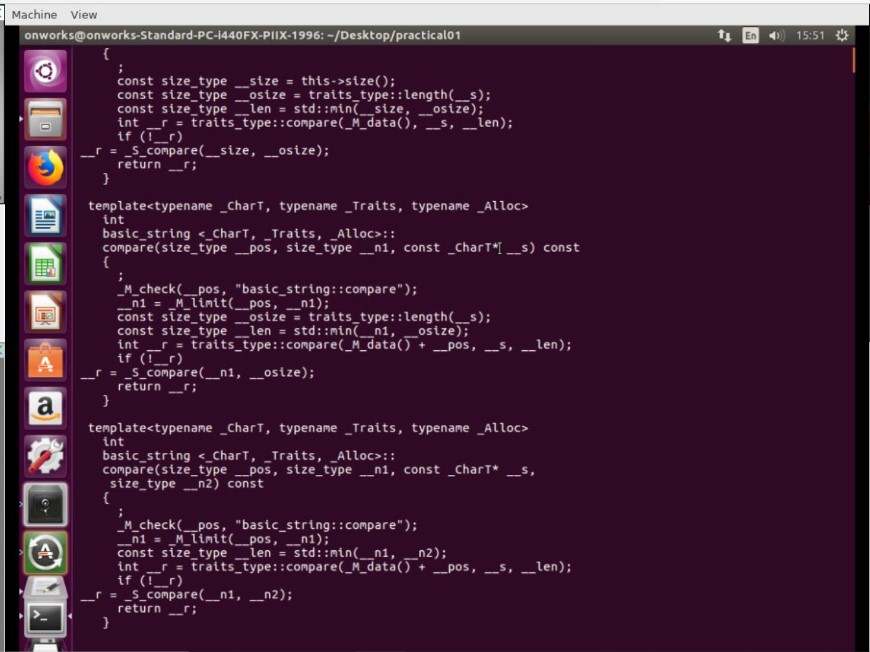 Machine View
onworks@onworks-Standard-PC-i440FX-PIIX-1996: ~/Desktop/practical01 En 15:51
{
;
const size_type __size = this->size();
const size_type __osize = traits_type::length(__s);
const size_type __len = std::min(__size, __osize);
int __r = traits_type::compare(_M_data(), __s, __len);
if (!__r)
__r = _S_compare(__size, __osize);
return __r;
}
template<typename _CharT, typename _Traits, typename _Alloc>
int
basic_string <_CharT, _Traits, _Alloc>::
compare(size_type __pos, size_type __n1, const _CharT* __s) const
{
;
_M_check(__pos, "basic_string::compare");
__n1 = _M_limit(__pos, __n1);
const size_type __osize = traits_type::length(__s);
const size_type __len = std::min(__n1, __osize);
int __r = traits_type::compare(_M_data() + __pos, __s, __len);
if (!__r)
__r = _S_compare(__n1, __osize);
return __r;
}
template<typename _CharT, typename _Traits, typename _Alloc>
int
basic_string <_CharT, _Traits, _Alloc>::
compare(size_type __pos, size_type __n1, const _CharT* __s,
size_type __n2) const
{
;
_M_check(__pos, "basic_string::compare");
__n1 = _M_limit(__pos, __n1);
const size_type __len = std::min(__n1, __n2);
int __r = traits_type::compare(_M_data() + __pos, __s, __len);
if (!__r)
__r = _S_compare(__n1, __n2);
return __r;
}